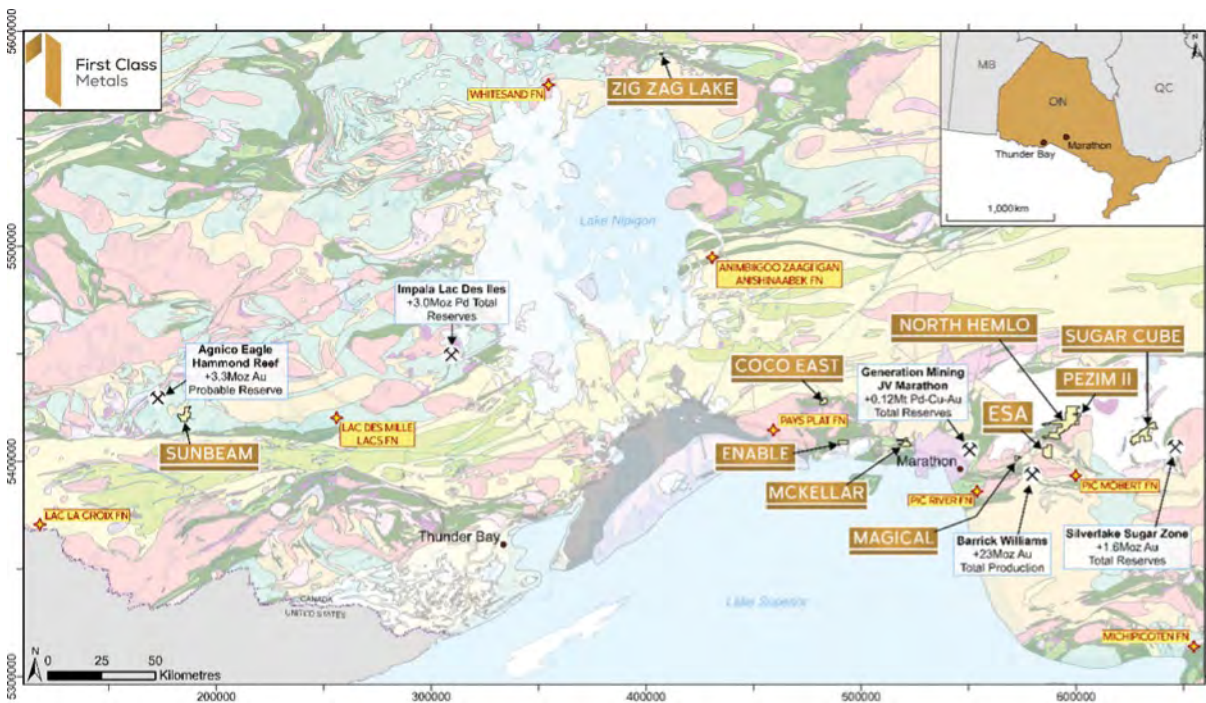 First Class
Metals
5600000
5500000
5400000
5300000
WHITESAND FN
ZIG ZAG LAKE
MB
ON
QC
Thunder Bay
Marathon
1,000km
N
Lake Nipigon
ANIMBIIGOO ZAAGI'IGAN
ANISHINAABEK FN
Impala Lac Des Iles
+3.0Moz Pd Total
Reserves
Agnico Eagle
Hammond Reef
+3.3Moz Au
Probable Reserve
SUNBEAM
LAC DES MILLE
LACS FN
LAC LA CROIX FN
Thunder Bay
CANADA
UNITED STATES
COCO EAST
PAYS PLAT FN
ENABLE
MCKELLAR
Generation Mining
JV Marathon
+0.12Mt Pd-Cu-Au
Total Reserves
NORTH HEMLO
SUGAR CUBE
PEZIM II
ESA
Marathon
PIC RIVER FN
PIC MOBERT FN
MAGICAL
Barrick Williams
+23Moz Au
Total Production
Silverlake Sugar Zone
+1.6Moz Au
Total Reserves
Lake Superior
MICHIPICOTEN FN
N
0 25 50
Kilometres
200000 300000 400000 500000 600000